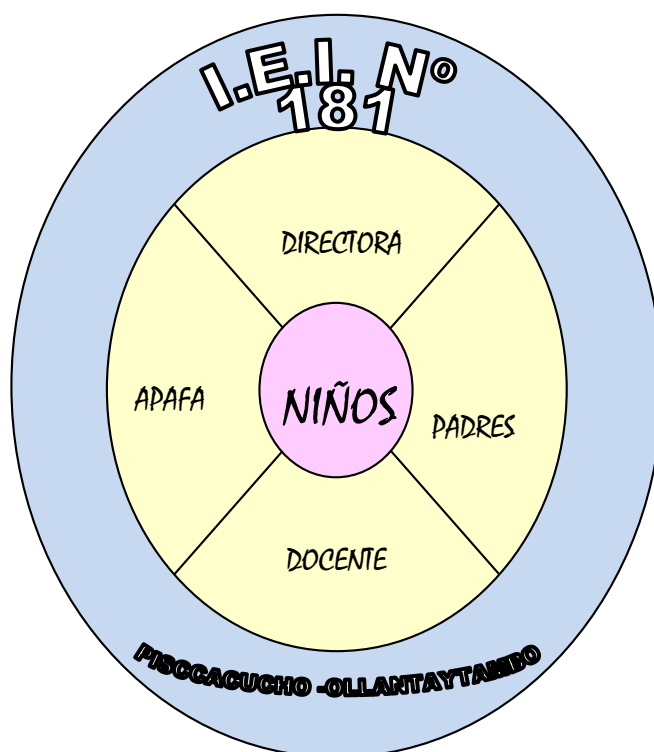 I.E.I. Nº
181
DIRECTORA
APAFA
NIÑOS
PADRES
DOCENTE
PISCCACUCHO -OLLANTAYTAMBO